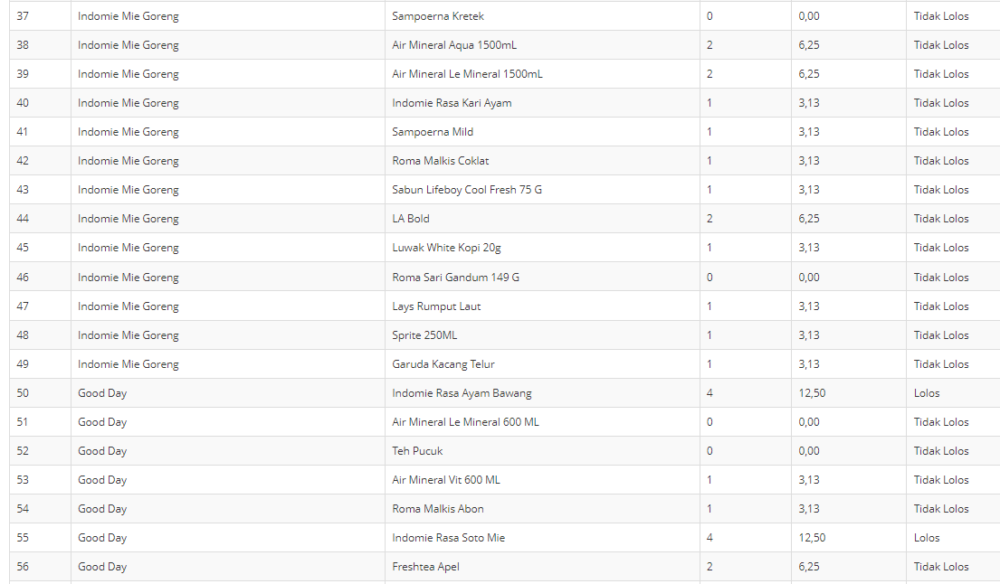 37 Indomie Mie Goreng Sampoerna Kretek 0 0,00 Tidak Lolos
38 Indomie Mie Goreng Air Mineral Aqua 1500mL 2 6,25 Tidak Lolos
39 Indomie Mie Goreng Air Mineral Le Mineral 1500mL 2 6,25 Tidak Lolos
40 Indomie Mie Goreng Indomie Rasa Kari Ayam 1 3,13 Tidak Lolos
41 Indomie Mie Goreng Sampoerna Mild 1 3,13 Tidak Lolos
42 Indomie Mie Goreng Roma Malkis Coklat 1 3,13 Tidak Lolos
43 Indomie Mie Goreng Sabun Lifeboy Cool Fresh 75 G 1 3,13 Tidak Lolos
44 Indomie Mie Goreng LA Bold 2 6,25 Tidak Lolos
45 Indomie Mie Goreng Luwak White Kopi 20g 1 3,13 Tidak Lolos
46 Indomie Mie Goreng Roma Sari Gandum 149 G 0 0,00 Tidak Lolos
47 Indomie Mie Goreng Lays Rumput Laut 1 3,13 Tidak Lolos
48 Indomie Mie Goreng Sprite 250ML 1 3,13 Tidak Lolos
49 Indomie Mie Goreng Garuda Kacang Telur 1 3,13 Tidak Lolos
50 Good Day Indomie Rasa Ayam Bawang 4 12,50 Lolos
51 Good Day Air Mineral Le Mineral 600 ML 0 0,00 Tidak Lolos
52 Good Day Teh Pucuk 0 0,00 Tidak Lolos
53 Good Day Air Mineral Vit 600 ML 1 3,13 Tidak Lolos
54 Good Day Roma Malkis Abon 1 3,13 Tidak Lolos
55 Good Day Indomie Rasa Soto Mie 4 12,50 Lolos
56 Good Day Freshtea Apel 2 6,25 Tidak Lolos